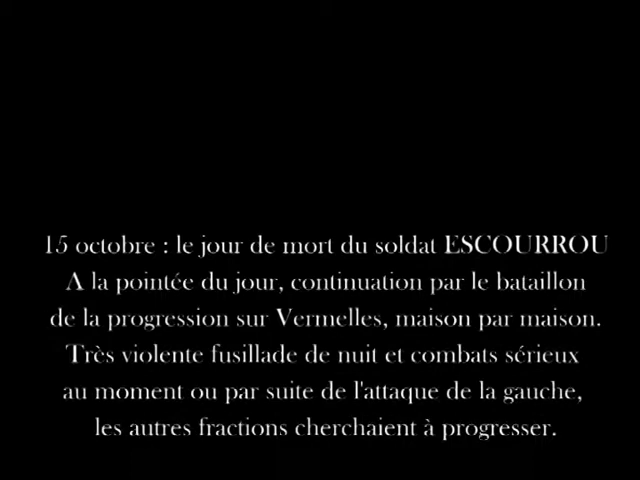 15 octobre : le jour de mort du soldat ESCOURROU
A la pointée du jour, continuation par le bataillon
de la progression sur Vermelles, maison par maison.
Très violente fusillade de nuit et combats sérieux
au moment ou par suite de l'attaque de la gauche,
les autres fractions cherchaient à progresser.